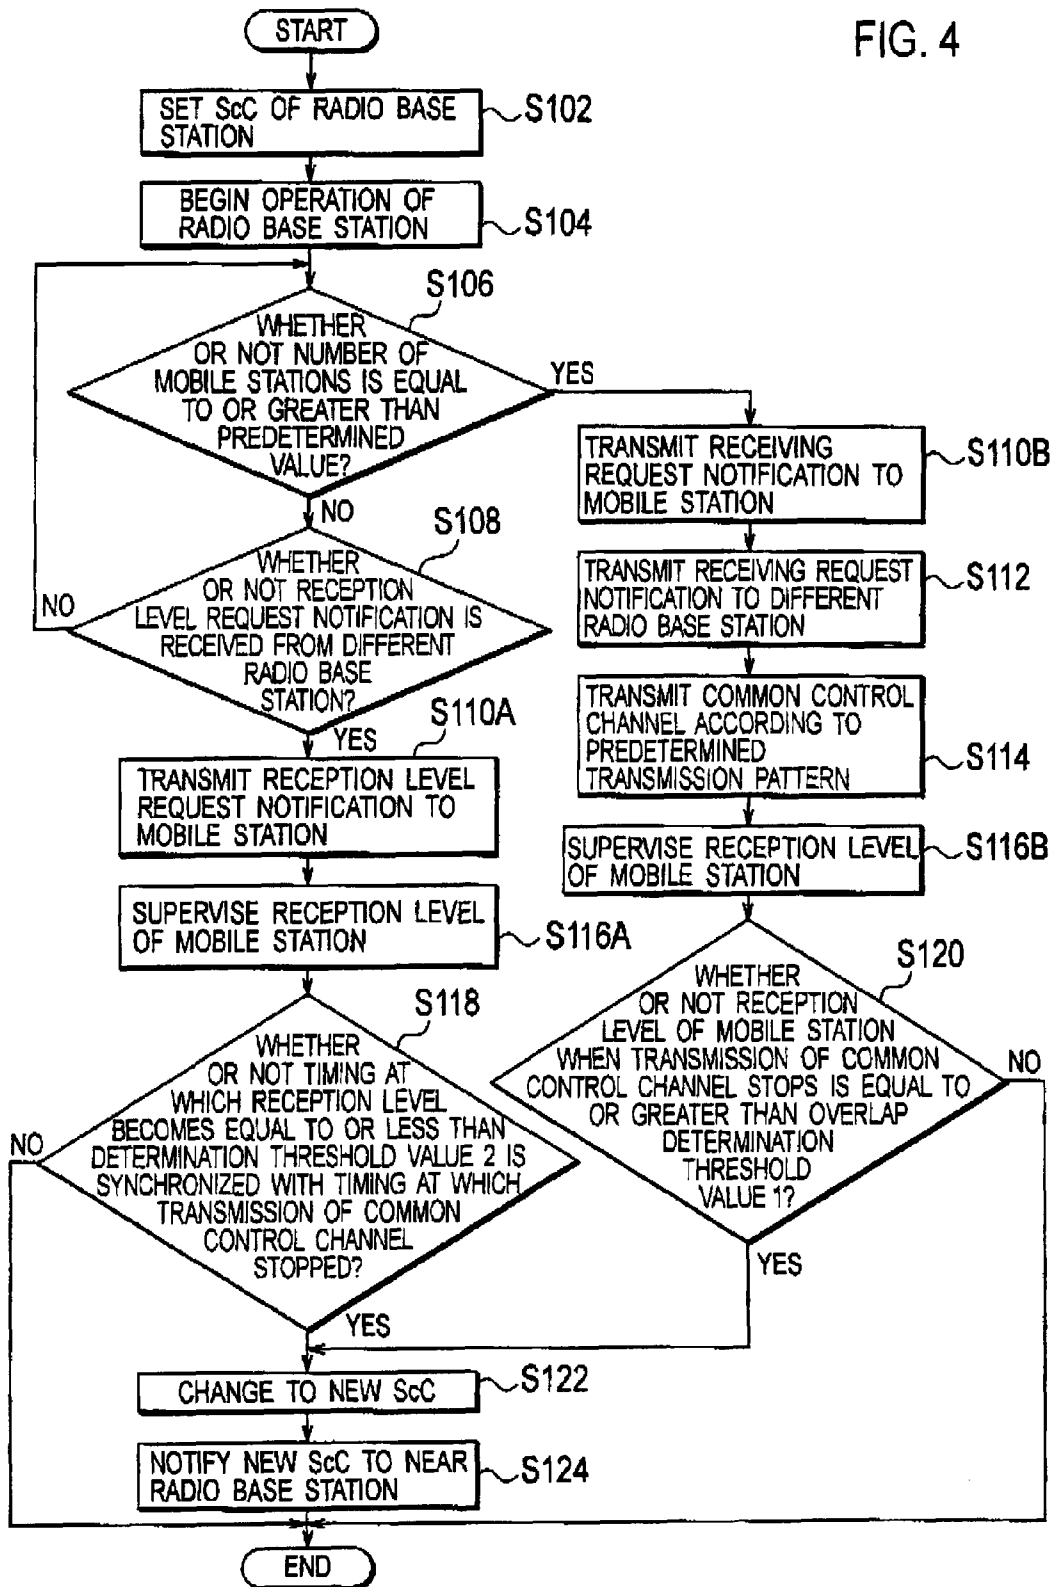 FIG. 4
START
SET ScC OF RADIO BASE
STATION
S102
BEGIN OPERATION OF
RADIO BASE STATION
S104
S106
WHETHER
OR NOT NUMBER OF
MOBILE STATIONS IS EQUAL
TO OR GREATER THAN
PREDETERMINED
VALUE?
YES
NO
S108
WHETHER
OR NOT RECEPTION
LEVEL REQUEST NOTIFICATION IS
RECEIVED FROM DIFFERENT
RADIO BASE
STATION?
NO
YES
S110A
TRANSMIT RECEPTION LEVEL
REQUEST NOTIFICATION TO
MOBILE STATION
SUPERVISE RECEPTION LEVEL
OF MOBILE STATION
S116A
S118
WHETHER
OR NOT TIMING AT
WHICH RECEPTION LEVEL
BECOMES EQUAL TO OR LESS THAN
DETERMINATION THRESHOLD VALUE 2 IS
SYNCHRONIZED WITH TIMING AT WHICH
TRANSMISSION OF COMMON
CONTROL CHANNEL
STOPPED?
NO
YES
TRANSMIT RECEIVING
REQUEST NOTIFICATION TO
MOBILE STATION
S110B
TRANSMIT RECEIVING REQUEST
NOTIFICATION TO DIFFERENT
RADIO BASE STATION
S112
TRANSMIT COMMON CONTROL
CHANNEL ACCORDING TO
PREDETERMINED
TRANSMISSION PATTERN
S114
SUPERVISE RECEPTION LEVEL
OF MOBILE STATION
S116B
S120
WHETHER
OR NOT RECEPTION
LEVEL OF MOBILE STATION
WHEN TRANSMISSION OF COMMON
CONTROL CHANNEL STOPS IS EQUAL TO
OR GREATER THAN OVERLAP
DETERMINATION
THRESHOLD
VALUE 1?
NO
YES
CHANGE TO NEW ScC
S122
NOTIFY NEW ScC TO NEAR
RADIO BASE STATION
S124
END